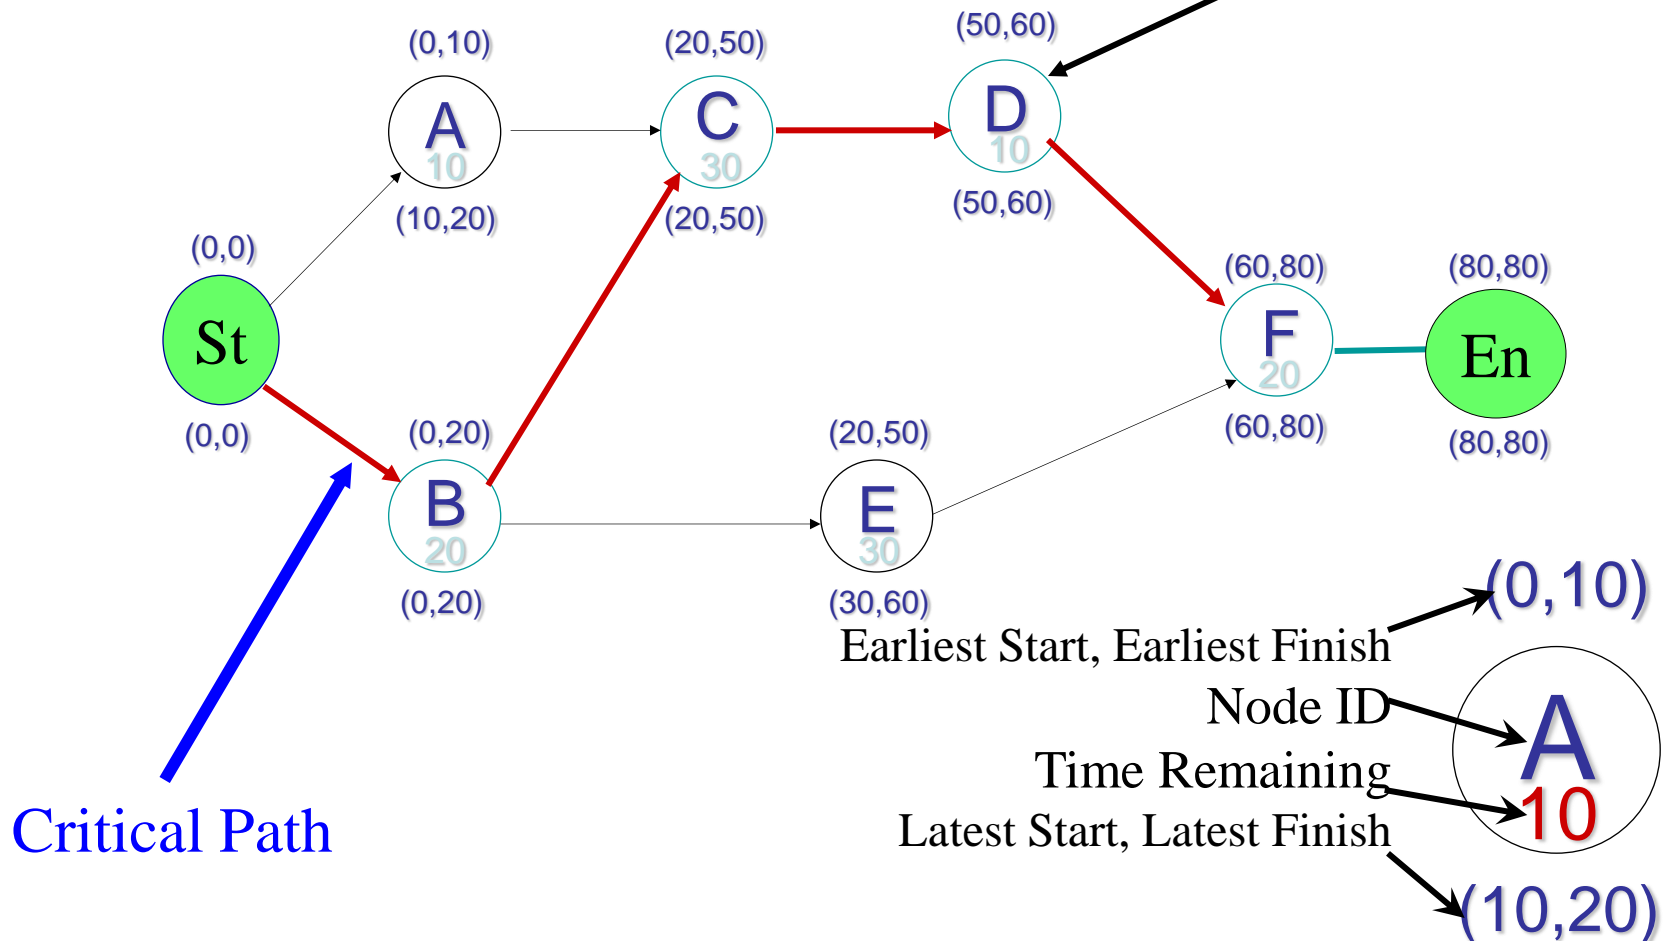 (50,60)
(0,10)
(20,50)
A
10
C
30
D
10
(10,20)
(20,50)
(50,60)
(0,0)
St
(0,0)
(60,80)
F
20
(60,80)
(80,80)
En
(80,80)
(0,20)
B
20
(0,20)
(20,50)
E
30
(30,60)
Critical Path
(0,10)
Earliest Start, Earliest Finish
Node ID
A
Time Remaining
10
Latest Start, Latest Finish
(10,20)